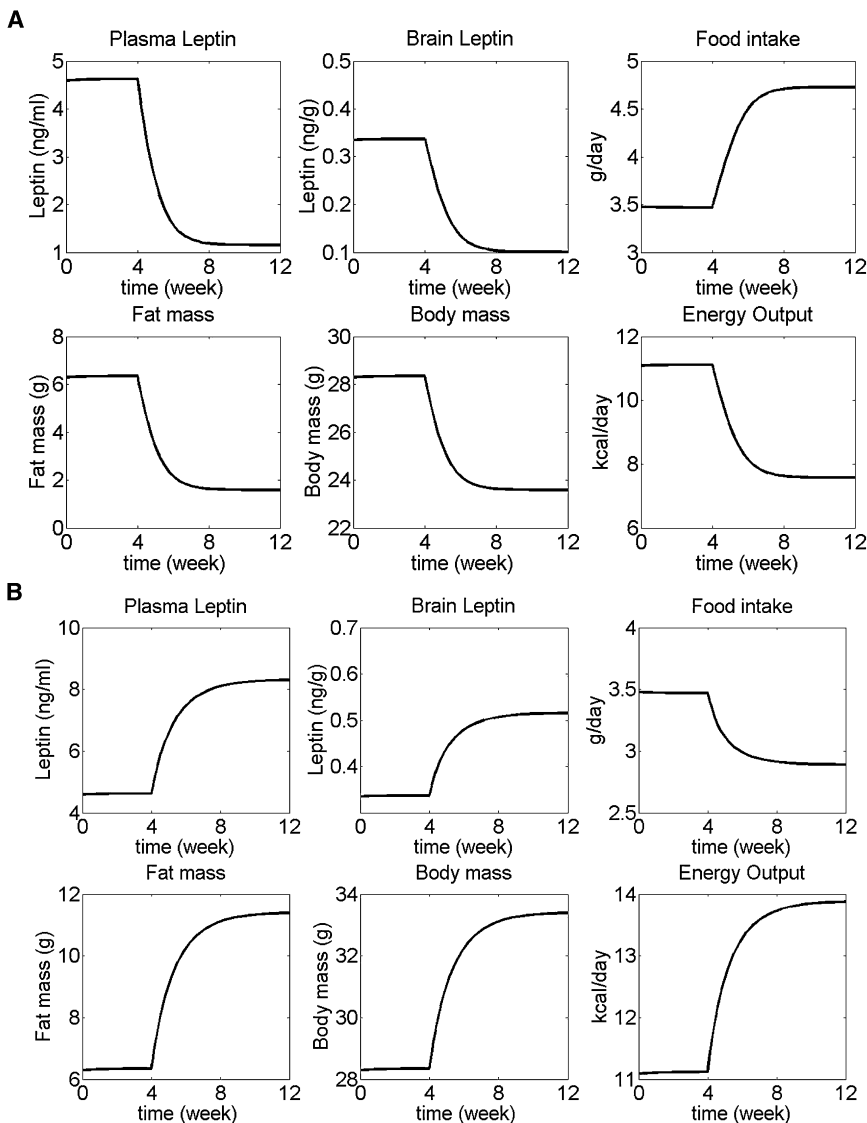 A
Plasma Leptin
Leptin (ng/ml)
5
4
3
2
1
0 4 8 12
time (week)
Brain Leptin
Leptin (ng/g)
0.5
0.4
0.3
0.2
0.1
0 4 8 12
time (week)
Food intake
g/day
5
4.5
4
3.5
3
0 4 8 12
time (week)
Fat mass
Fat mass (g)
8
6
4
2
0
0 4 8 12
time (week)
Body mass
Body mass (g)
30
28
26
24
22
0 4 8 12
time (week)
Energy Output
kcal/day
12
10
8
6
0 4 8 12
time (week)
B
Plasma Leptin
Leptin (ng/ml)
10
8
6
4
0 4 8 12
time (week)
Brain Leptin
Leptin (ng/g)
0.7
0.6
0.5
0.4
0 4 8 12
time (week)
Food intake
g/day
4
3.5
3
2.5
0 4 8 12
time (week)
Fat mass
Fat mass (g)
12
11
10
9
8
7
6
0 4 8 12
time (week)
Body mass
Body mass (g)
34
32
30
28
0 4 8 12
time (week)
Energy Output
kcal/day
14
13
12
11
0 4 8 12
time (week)